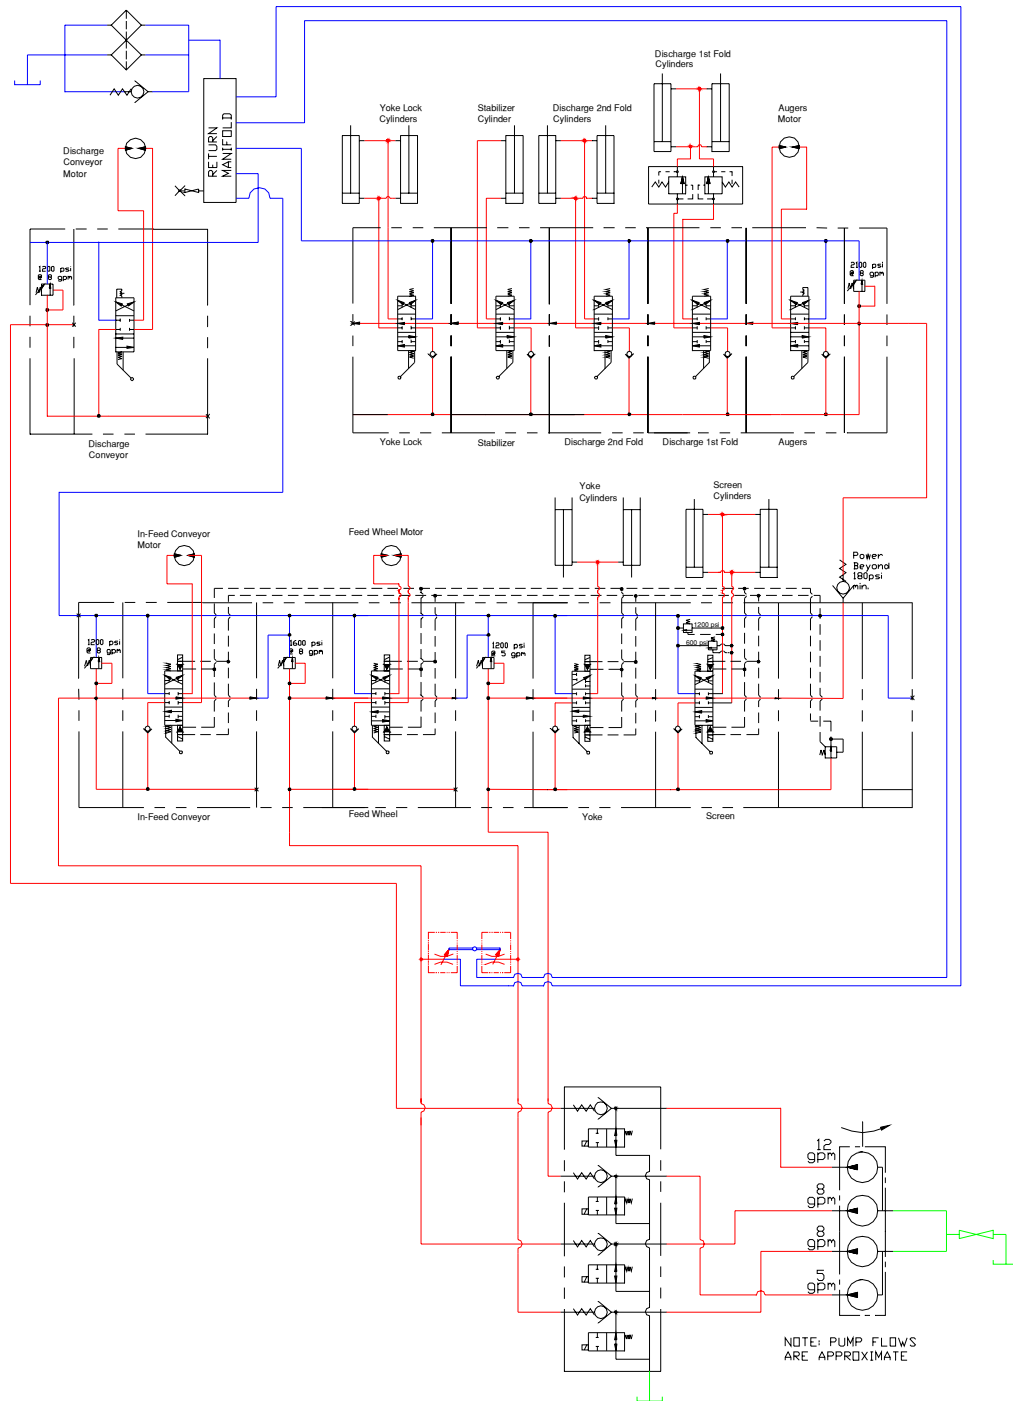 Discharge 1st Fold
Cylinders
Yoke Lock
Cylinders
Stabilizer
Cylinder
Discharge 2nd Fold
Cylinders
Augers
Motor
RETURN
MANIFOLD
Discharge
Conveyor
Motor
1200 psi
@ 8 gpm
2100 psi
@ 8 gpm
Discharge
Conveyor
Yoke Lock
Stabilizer
Discharge 2nd Fold
Discharge 1st Fold
Augers
Yoke
Cylinders
Screen
Cylinders
In-Feed Conveyor
Motor
Feed Wheel Motor
Power
Beyond
180psi
min.
1200 psi
@ 8 gpm
1600 psi
@ 8 gpm
1200 psi
@ 5 gpm
1200 psi
600 psi
In-Feed Conveyor
Feed Wheel
Yoke
Screen
12
gpm
8
gpm
8
gpm
5
gpm
NOTE: PUMP FLOWS
ARE APPROXIMATE